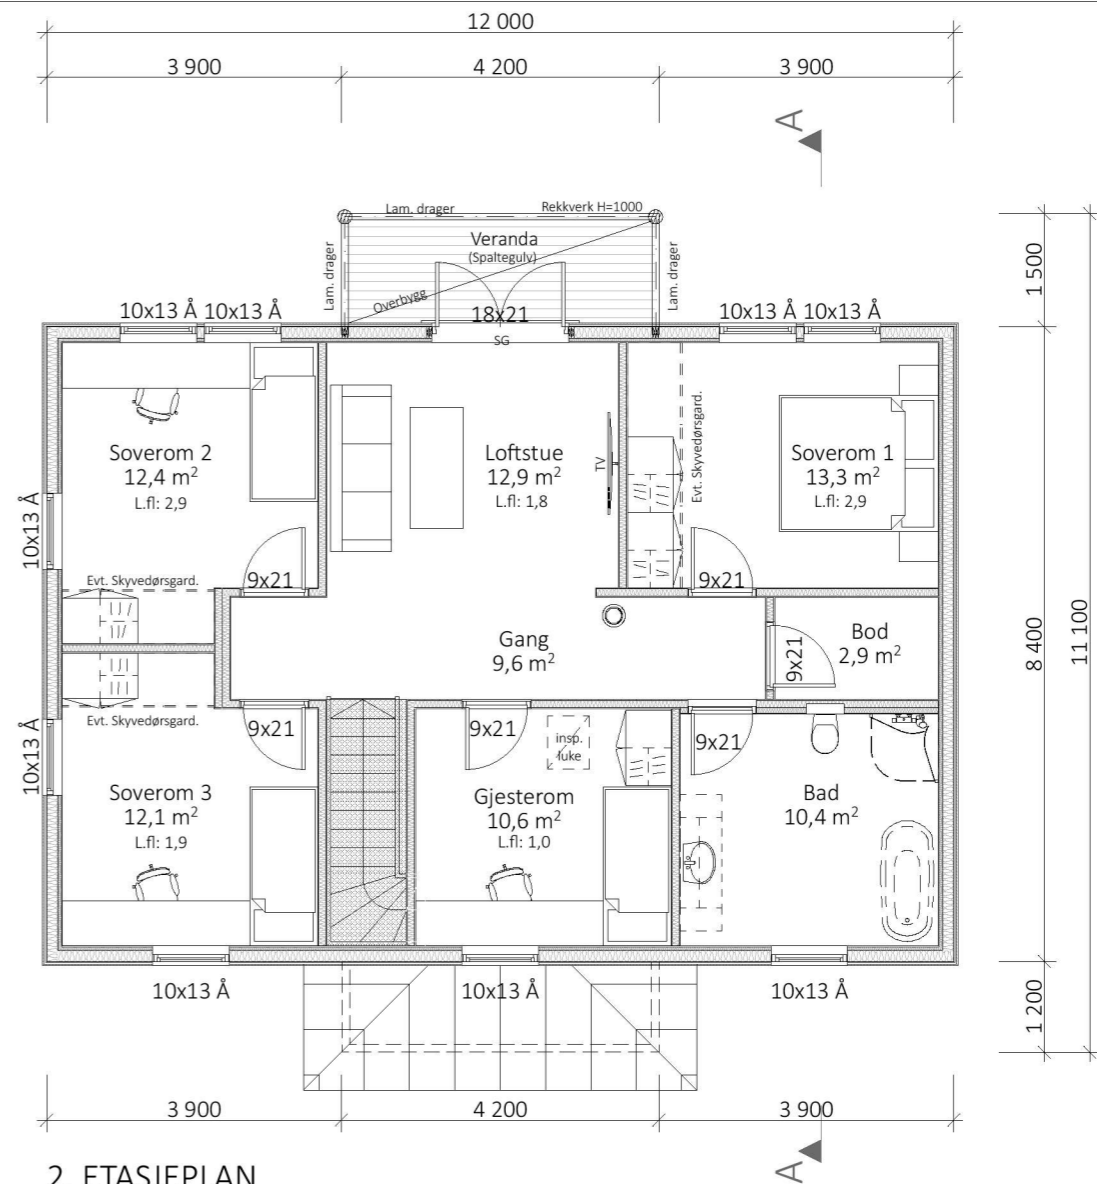 12 000
3 900
4 200
3 900
A
Lam. drager
Rekkverk H=1000
Veranda
(Spaltegulv)
Lam. drager
Lam. drager
Overbygg
1 500
10x13 Å
10x13 Å
18x21
10x13 Å
10x13 Å
SG
Soverom 2
12,4 m²
L.fl: 2,9
Loftstue
12,9 m²
L.fl: 1,8
TV
Evt. Skyvedørsgard.
Soverom 1
13,3 m²
L.fl: 2,9
10x13 Å
Evt. Skyvedørsgard.
9x21
9x21
Gang
9,6 m²
9x21
Bod
2,9 m²
8 400
11 100
Evt. Skyvedørsgard.
10x13 Å
9x21
9x21
insp.
luke
9x21
Soverom 3
12,1 m²
L.fl: 1,9
Gjesterom
10,6 m²
L.fl: 1,0
Bad
10,4 m²
10x13 Å
10x13 Å
10x13 Å
1 200
3 900
4 200
3 900
A
2. ETASJEPLAN